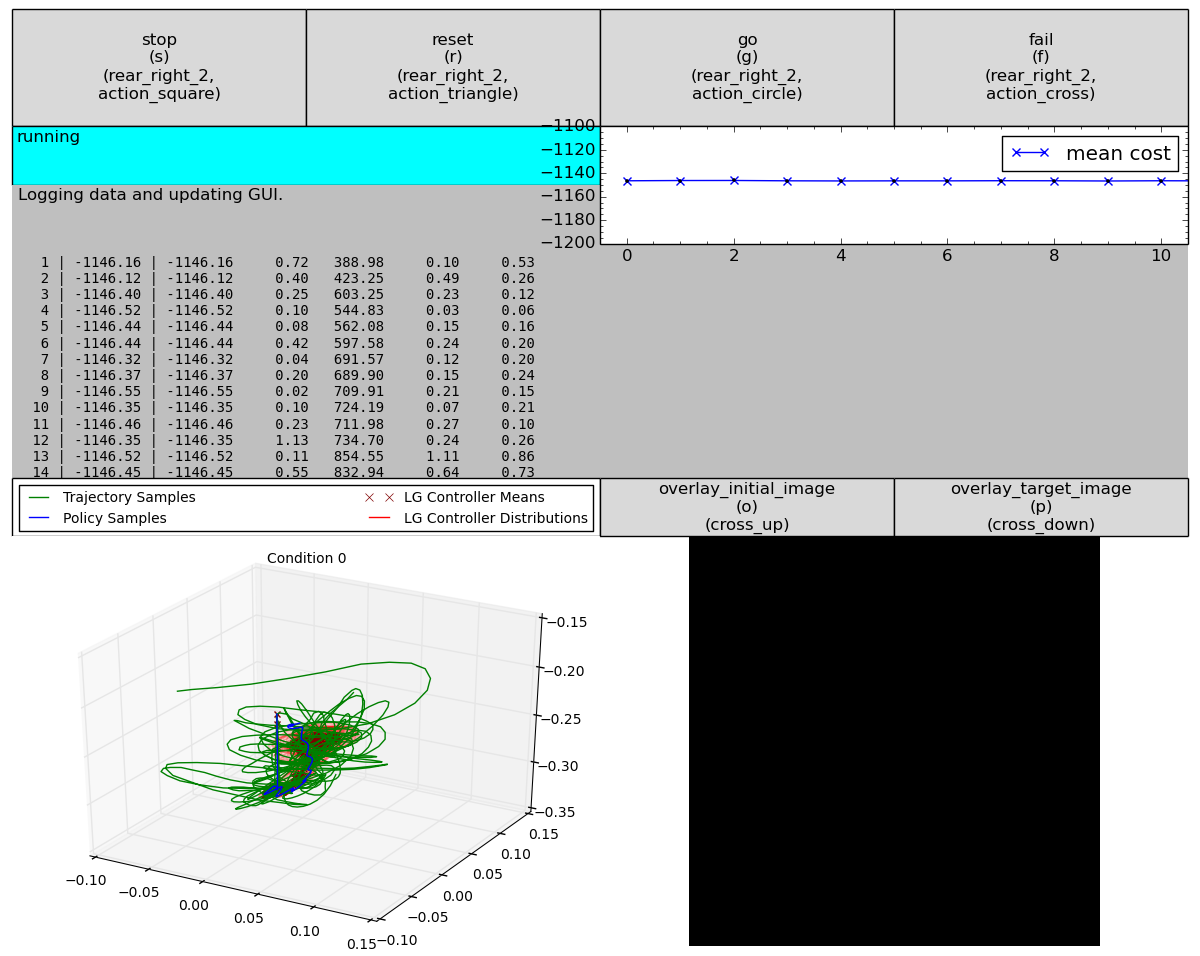 stop
(s)
(rear_right_2,
action_square)
reset
(r)
(rear_right_2,
action_triangle)
go
(g)
(rear_right_2,
action_circle)
fail
(f)
(rear_right_2,
action_cross)
running
Logging data and updating GUI.
1 | -1146.16 | -1146.16 0.72 388.98 0.10 0.53
2 | -1146.12 | -1146.12 0.40 423.25 0.49 0.26
3 | -1146.40 | -1146.40 0.25 603.25 0.23 0.12
4 | -1146.52 | -1146.52 0.10 544.83 0.03 0.06
5 | -1146.44 | -1146.44 0.08 562.08 0.15 0.16
6 | -1146.44 | -1146.44 0.42 597.58 0.24 0.20
7 | -1146.32 | -1146.32 0.04 691.57 0.12 0.20
8 | -1146.37 | -1146.37 0.20 689.90 0.15 0.24
9 | -1146.55 | -1146.55 0.02 709.91 0.21 0.15
10 | -1146.35 | -1146.35 0.10 724.19 0.07 0.21
11 | -1146.46 | -1146.46 0.23 711.98 0.27 0.10
12 | -1146.35 | -1146.35 1.13 734.70 0.24 0.26
13 | -1146.52 | -1146.52 0.11 854.55 1.11 0.86
14 | -1146.45 | -1146.45 0.55 832.94 0.64 0.73
−1100
−1120
−1140
−1160
−1180
−1200
mean cost
0 2 4 6 8 10
Trajectory Samples
Policy Samples
LG Controller Means
LG Controller Distributions
overlay_initial_image
(o)
(cross_up)
overlay_target_image
(p)
(cross_down)
Condition 0
−0.15
−0.20
−0.25
−0.30
−0.35
0.15
0.10
0.05
0.00
−0.05
−0.10
−0.10
−0.05
0.00
0.05
0.10
0.15